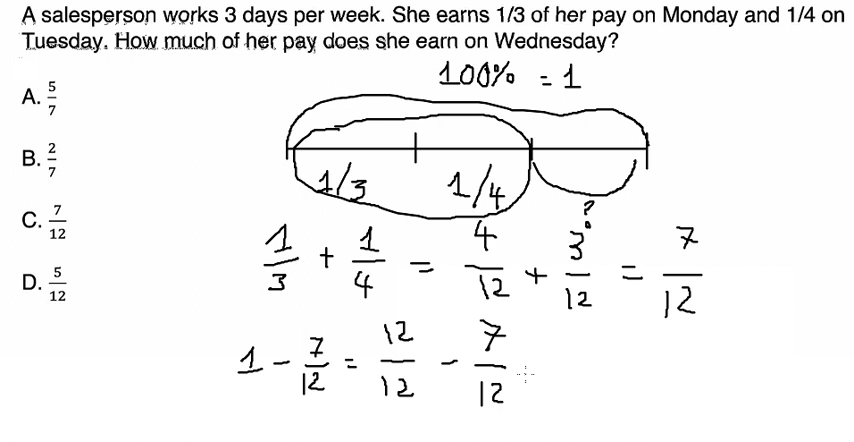 A salesperson works 3 days per week. She earns 1/3 of her pay on Monday and 1/4 on
Tuesday. How much of her pay does she earn on Wednesday?
100% = 1
A. 5/7
B. 2/7
C. 7/12
D. 5/12
1/3 1/4 ?
1/3 + 1/4 = 4/12 + 3/12 = 7/12
1 - 7/12 = 12/12 - 7/12